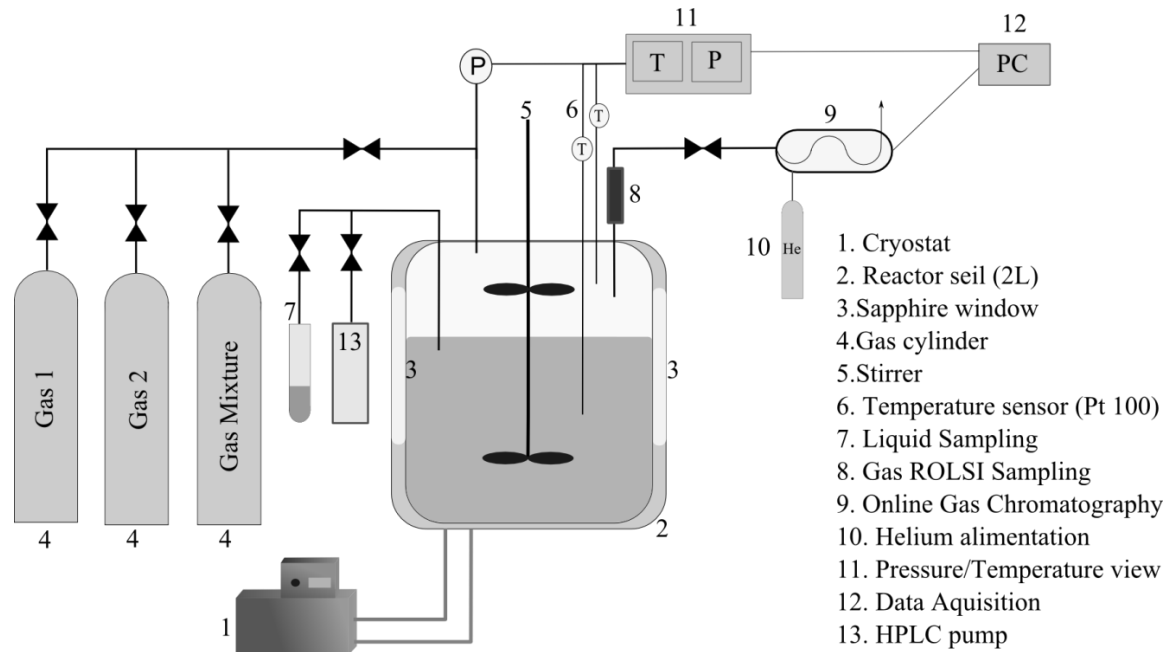 11
12
T
P
PC
P
5
6
T
T
9
8
10
He
7
13
3
3
Gas 1
Gas 2
Gas Mixture
4
4
4
2
1
1. Cryostat
2. Reactor seil (2L)
3.Sapphire window
4.Gas cylinder
5.Stirrer
6. Temperature sensor (Pt 100)
7. Liquid Sampling
8. Gas ROLSI Sampling
9. Online Gas Chromatography
10. Helium alimentation
11. Pressure/Temperature view
12. Data Aquisition
13. HPLC pump